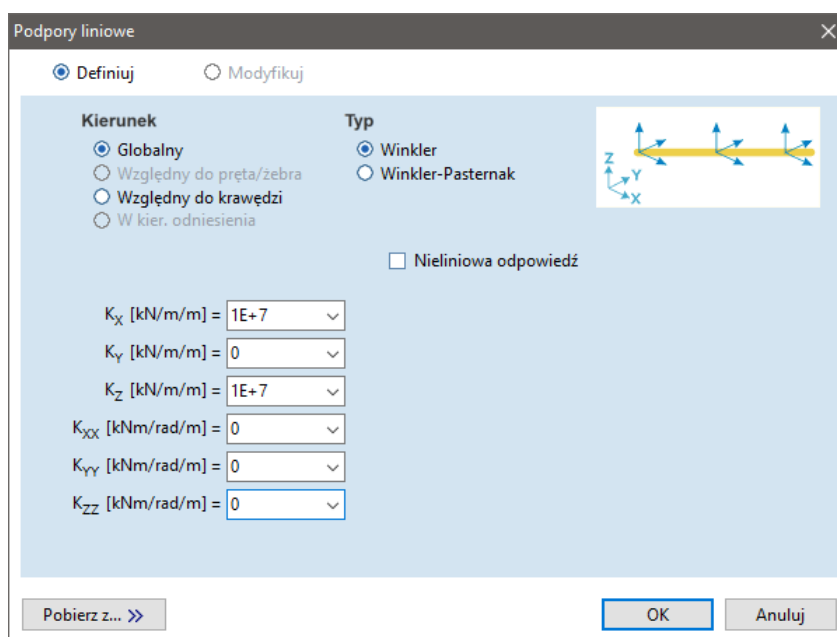 Podpory liniowe
Definiuj Modyfikuj
Kierunek Typ
Globalny Winkler
Względny do pręta/żebra Winkler-Pasternak
Względny do krawędzi
W kier. odniesienia
Z
Y
X
Nieliniowa odpowiedź
KX [kN/m/m] = 1E+7
KY [kN/m/m] = 0
KZ [kN/m/m] = 1E+7
KXX [kNm/rad/m] = 0
KYY [kNm/rad/m] = 0
KZZ [kNm/rad/m] = 0
Pobierz z... >> OK Anuluj